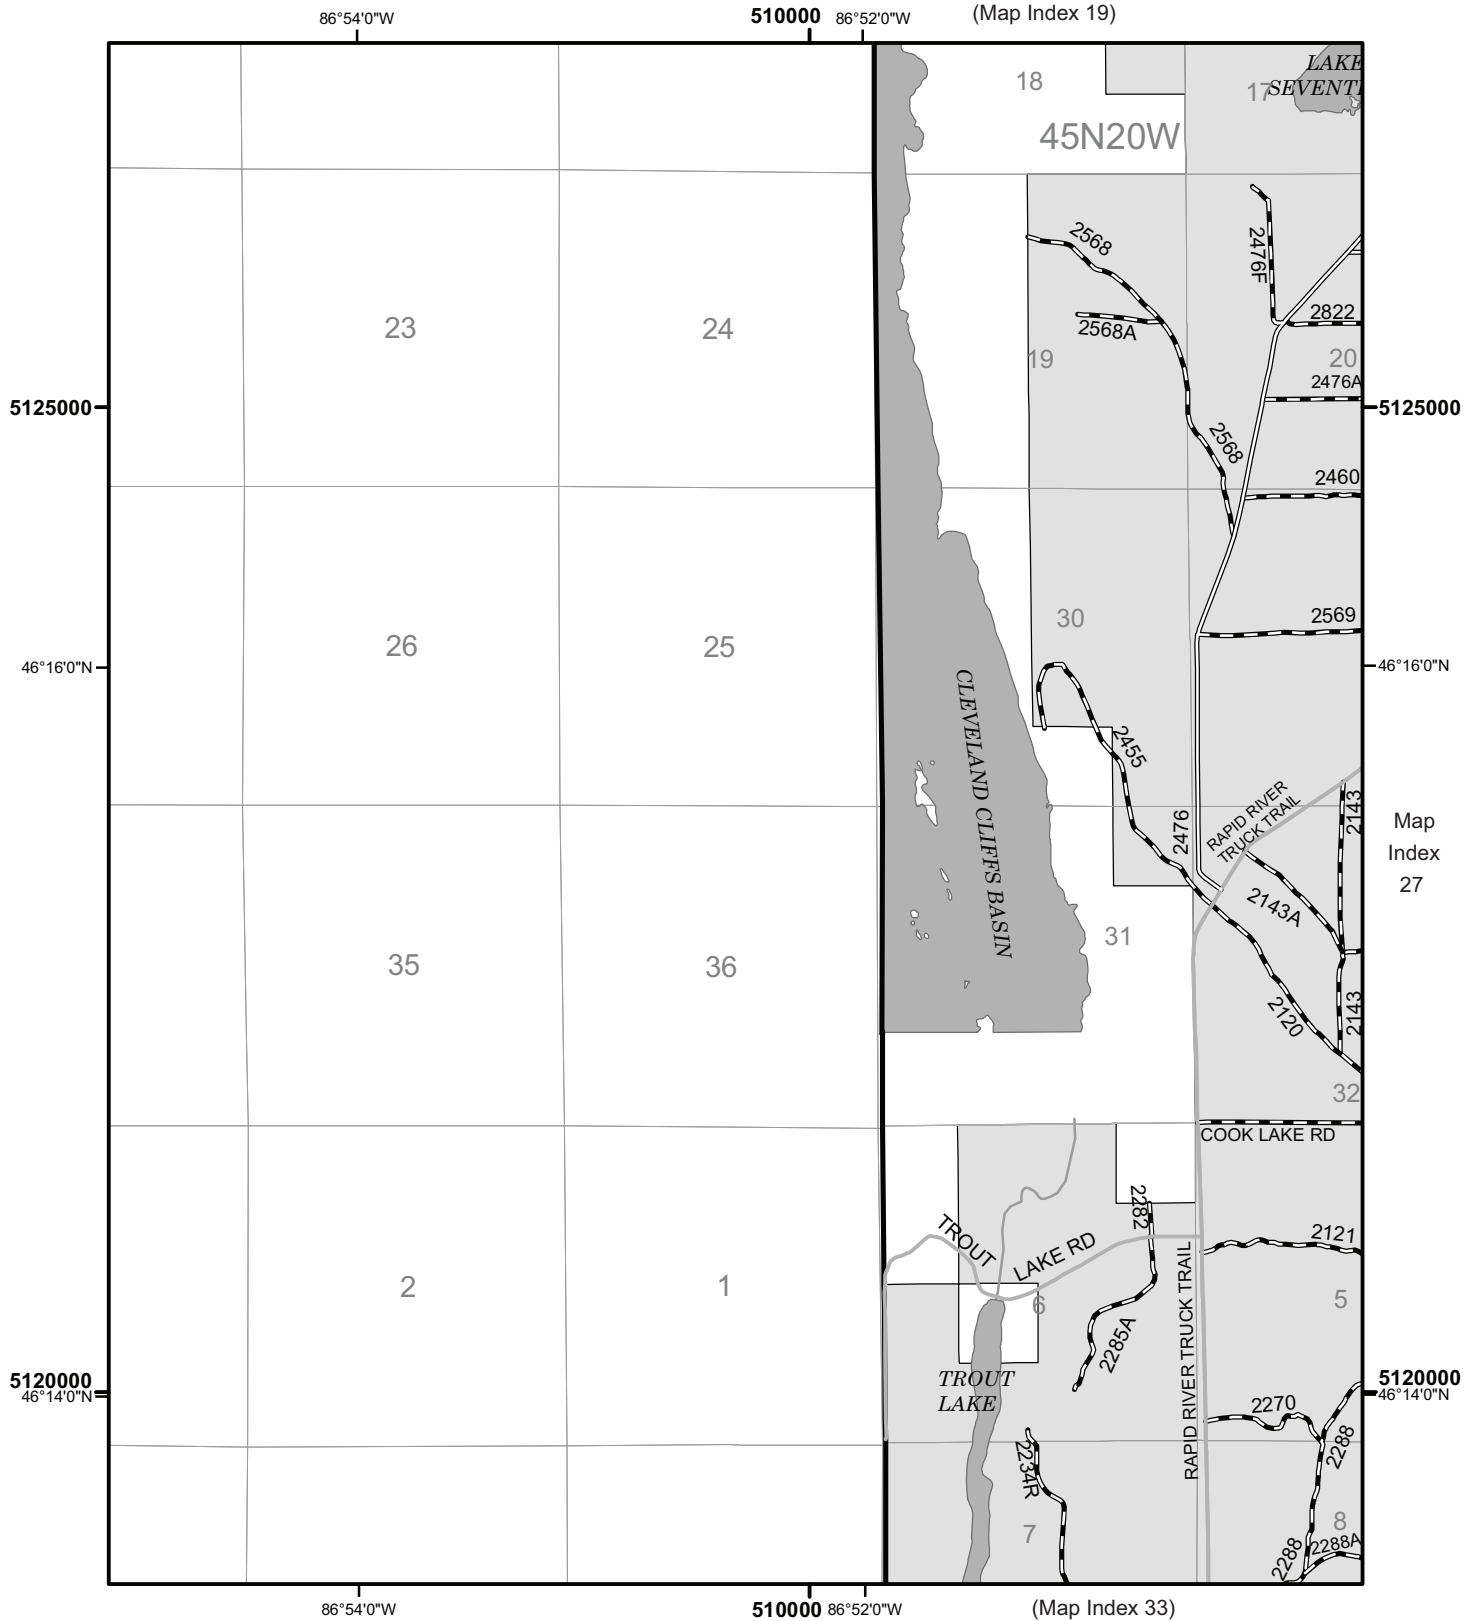 86°54'0"W
510000
86°52'0"W
(Map Index 19)
LAKE
SEVENT
18
17
45N20W
2568
2476F
2822
2568A
23
24
19
20
2476A
5125000
5125000
2568
2460
30
2569
26
25
46°16'0"N
46°16'0"N
CLEVELAND CLIFFS BASIN
2455
2476
RAPID RIVER
TRUCK TRAIL
2143
Map
Index
27
2143A
31
35
36
2120
2143
32
COOK LAKE RD
2282
TROUT
LAKE RD
2121
RAPID RIVER TRUCK TRAIL
2
1
6
5
2285A
5120000
46°14'0"N
TROUT
LAKE
5120000
46°14'0"N
2270
2288
2234R
7
8
2288
2288A
86°54'0"W
510000
86°52'0"W
(Map Index 33)